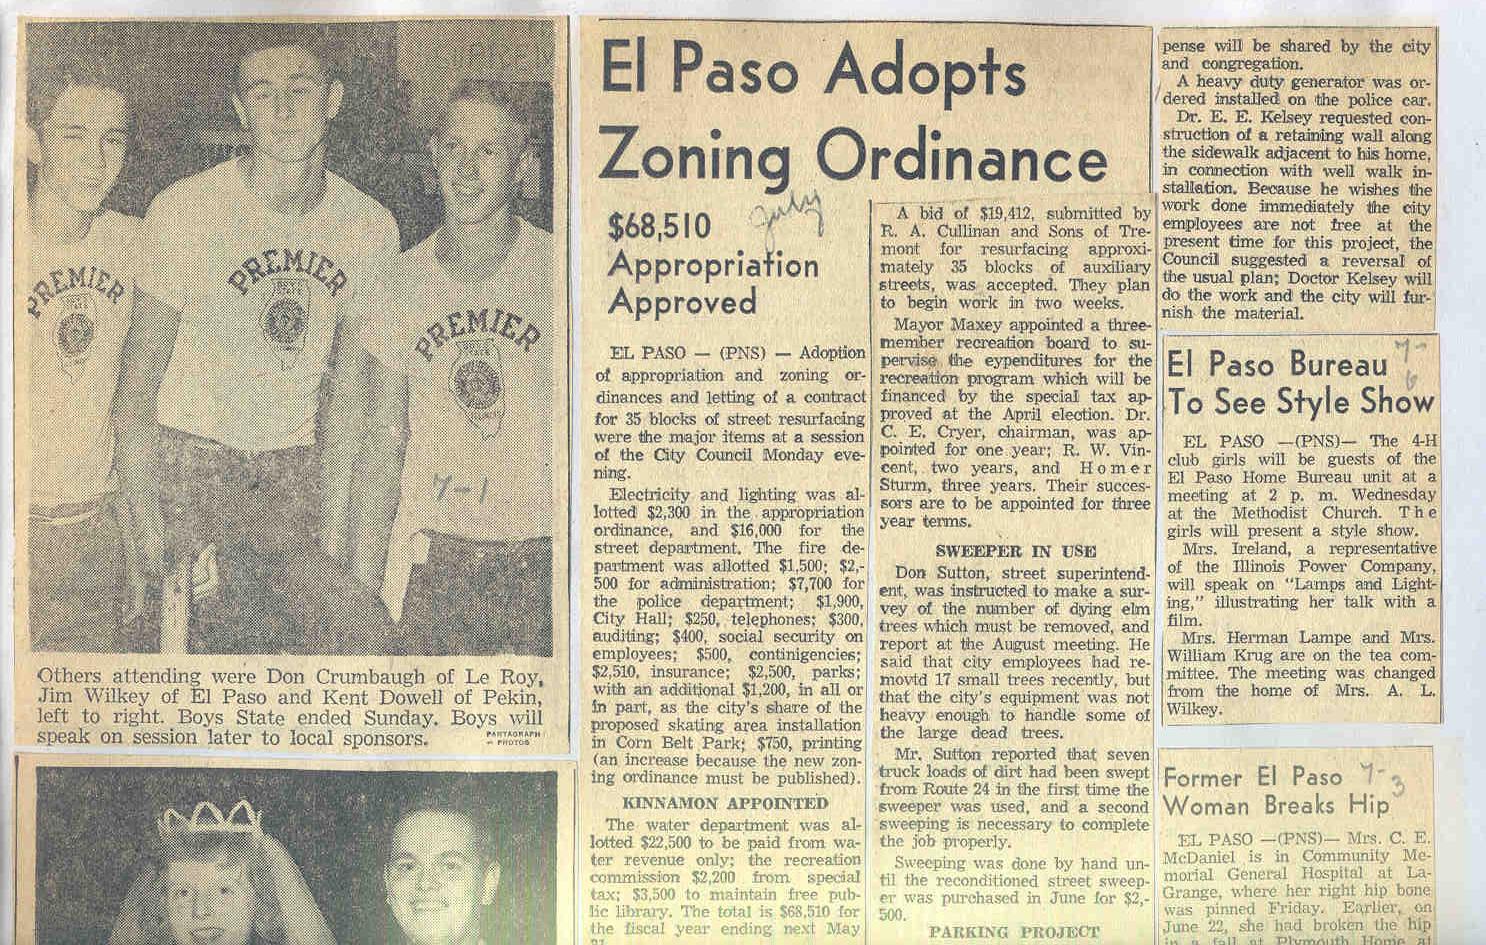 PREMIER
PREMIER
PREMIER
7-1
Others attending were Don Crumbaugh of Le Roy,
Jim Wilkey of El Paso and Kent Dowell of Pekin,
left to right. Boys State ended Sunday. Boys will
speak on session later to local sponsors.
PANTAGRAPH
PHOTOS
El Paso Adopts
Zoning Ordinance
July
$68,510
Appropriation
Approved
EL PASO — (PNS) — Adoption
of appropriation and zoning or-
dinances and letting of a contract
for 35 blocks of street resurfacing
were the major items at a session
of the City Council Monday eve-
ning.
Electricity and lighting was al-
lotted $2,300 in the appropriation
ordinance, and $16,000 for the
street department. The fire de-
partment was allotted $1,500; $2,-
500 for administration; $7,700 for
the police department; $1,900,
City Hall; $250, telephones; $300,
auditing; $400, social security on
employees; $500, continigencies;
$2,510, insurance; $2,500, parks;
with an additional $1,200, in all or
in part, as the city's share of the
proposed skating area installation
in Corn Belt Park; $750, printing
(an increase because the new zon-
ing ordinance must be published).
KINNAMON APPOINTED
The water department was al-
lotted $22,500 to be paid from wa-
ter revenue only; the recreation
commission $2,200 from special
tax; $3,500 to maintain free pub-
lic library. The total is $68,510 for
the fiscal year ending next May
A bid of $19,412, submitted by
R. A. Cullinan and Sons of Tre-
mont for resurfacing approxi-
mately 35 blocks of auxiliary
streets, was accepted. They plan
to begin work in two weeks.
Mayor Maxey appointed a three-
member recreation board to su-
pervise the eypenditures for the
recreation program which will be
financed by the special tax ap-
proved at the April election. Dr.
C. E. Cryer, chairman, was ap-
pointed for one year; R. W. Vin-
cent, two years, and Homer
Sturm, three years. Their succes-
sors are to be appointed for three
year terms.
SWEEPER IN USE
Don Sutton, street superintend-
ent, was instructed to make a sur-
vey of the number of dying elm
trees which must be removed, and
report at the August meeting. He
said that city employees had re-
movtd 17 small trees recently, but
that the city's equipment was not
heavy enough to handle some of
the large dead trees.
Mr. Sutton reported that seven
truck loads of dirt had been swept
from Route 24 in the first time the
sweeper was used, and a second
sweeping is necessary to complete
the job properly.
Sweeping was done by hand un-
til the reconditioned street sweep-
er was purchased in June for $2,-
500.
PARKING PROJECT
pense will be shared by the city
and congregation.
A heavy duty generator was or-
dered installed on the police car.
Dr. E. E. Kelsey requested con-
struction of a retaining wall along
the sidewalk adjacent to his home,
in connection with well walk in-
stallation. Because he wishes the
work done immediately the city
employees are not free at the
present time for this project, the
Council suggested a reversal of
the usual plan; Doctor Kelsey will
do the work and the city will fur-
nish the material.
El Paso Bureau
To See Style Show
7-
6
EL PASO —(PNS)— The 4-H
club girls will be guests of the
El Paso Home Bureau unit at a
meeting at 2 p. m. Wednesday
at the Methodist Church. The
girls will present a style show.
Mrs. Ireland, a representative
of the Illinois Power Company,
will speak on "Lamps and Light-
ing," illustrating her talk with a
film.
Mrs. Herman Lampe and Mrs.
William Krug are on the tea com-
mittee. The meeting was changed
from the home of Mrs. A. L.
Wilkey.
Former El Paso
Woman Breaks Hip
7-
3
EL PASO —(PNS)— Mrs. C. E.
McDaniel is in Community Me-
morial General Hospital at La-
Grange, where her right hip bone
was pinned Friday. Earlier, on
June 22, she had broken the hip
in a fall at Plymouth Home at